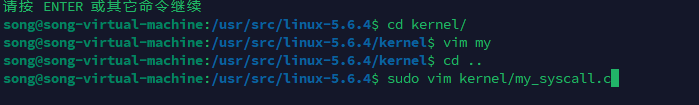 请按 ENTER 或其它命令继续
song@song-virtual-machine:/usr/src/linux-5.6.4$ cd kernel/
song@song-virtual-machine:/usr/src/linux-5.6.4/kernel$ vim my
song@song-virtual-machine:/usr/src/linux-5.6.4/kernel$ cd ..
song@song-virtual-machine:/usr/src/linux-5.6.4$ sudo vim kernel/my_syscall.c